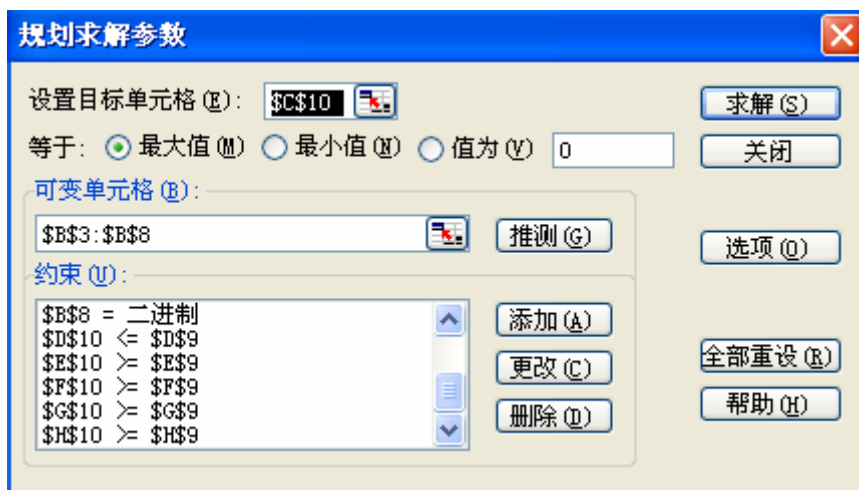 规划求解参数
设置目标单元格(E): $C$10 求解(S)
等于: 最大值(M) 最小值(N) 值为(V) 0 关闭
可变单元格(B):
$B$3:$B$8 推测(G) 选项(O)
约束(U):
$B$8 = 二进制 添加(A)
$D$10 <= $D$9
$E$10 >= $E$9 更改(C) 全部重设(R)
$F$10 >= $F$9
$G$10 >= $G$9 删除(D) 帮助(H)
$H$10 >= $H$9